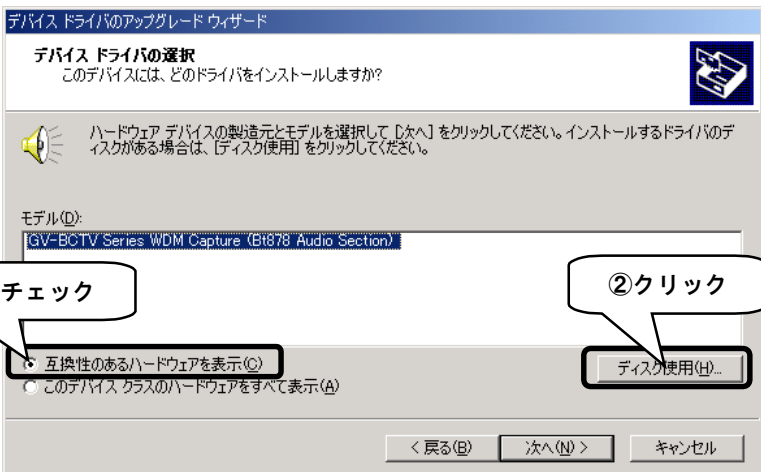 デバイス ドライバのアップグレード ウィザード
デバイス ドライバの選択
このデバイスには、どのドライバをインストールしますか?
ハードウェア デバイスの製造元とモデルを選択して [次へ] をクリックしてください。インストールするドライバのデ
ィスクがある場合は、[ディスク使用] をクリックしてください。
モデル(D):
GV-BCTV Series WDM Capture (Bt878 Audio Section)
チェック
②クリック
互換性のあるハードウェアを表示(C)
ディスク使用(H)...
このデバイス クラスのハードウェアをすべて表示(A)
< 戻る(B)
次へ(N) >
キャンセル